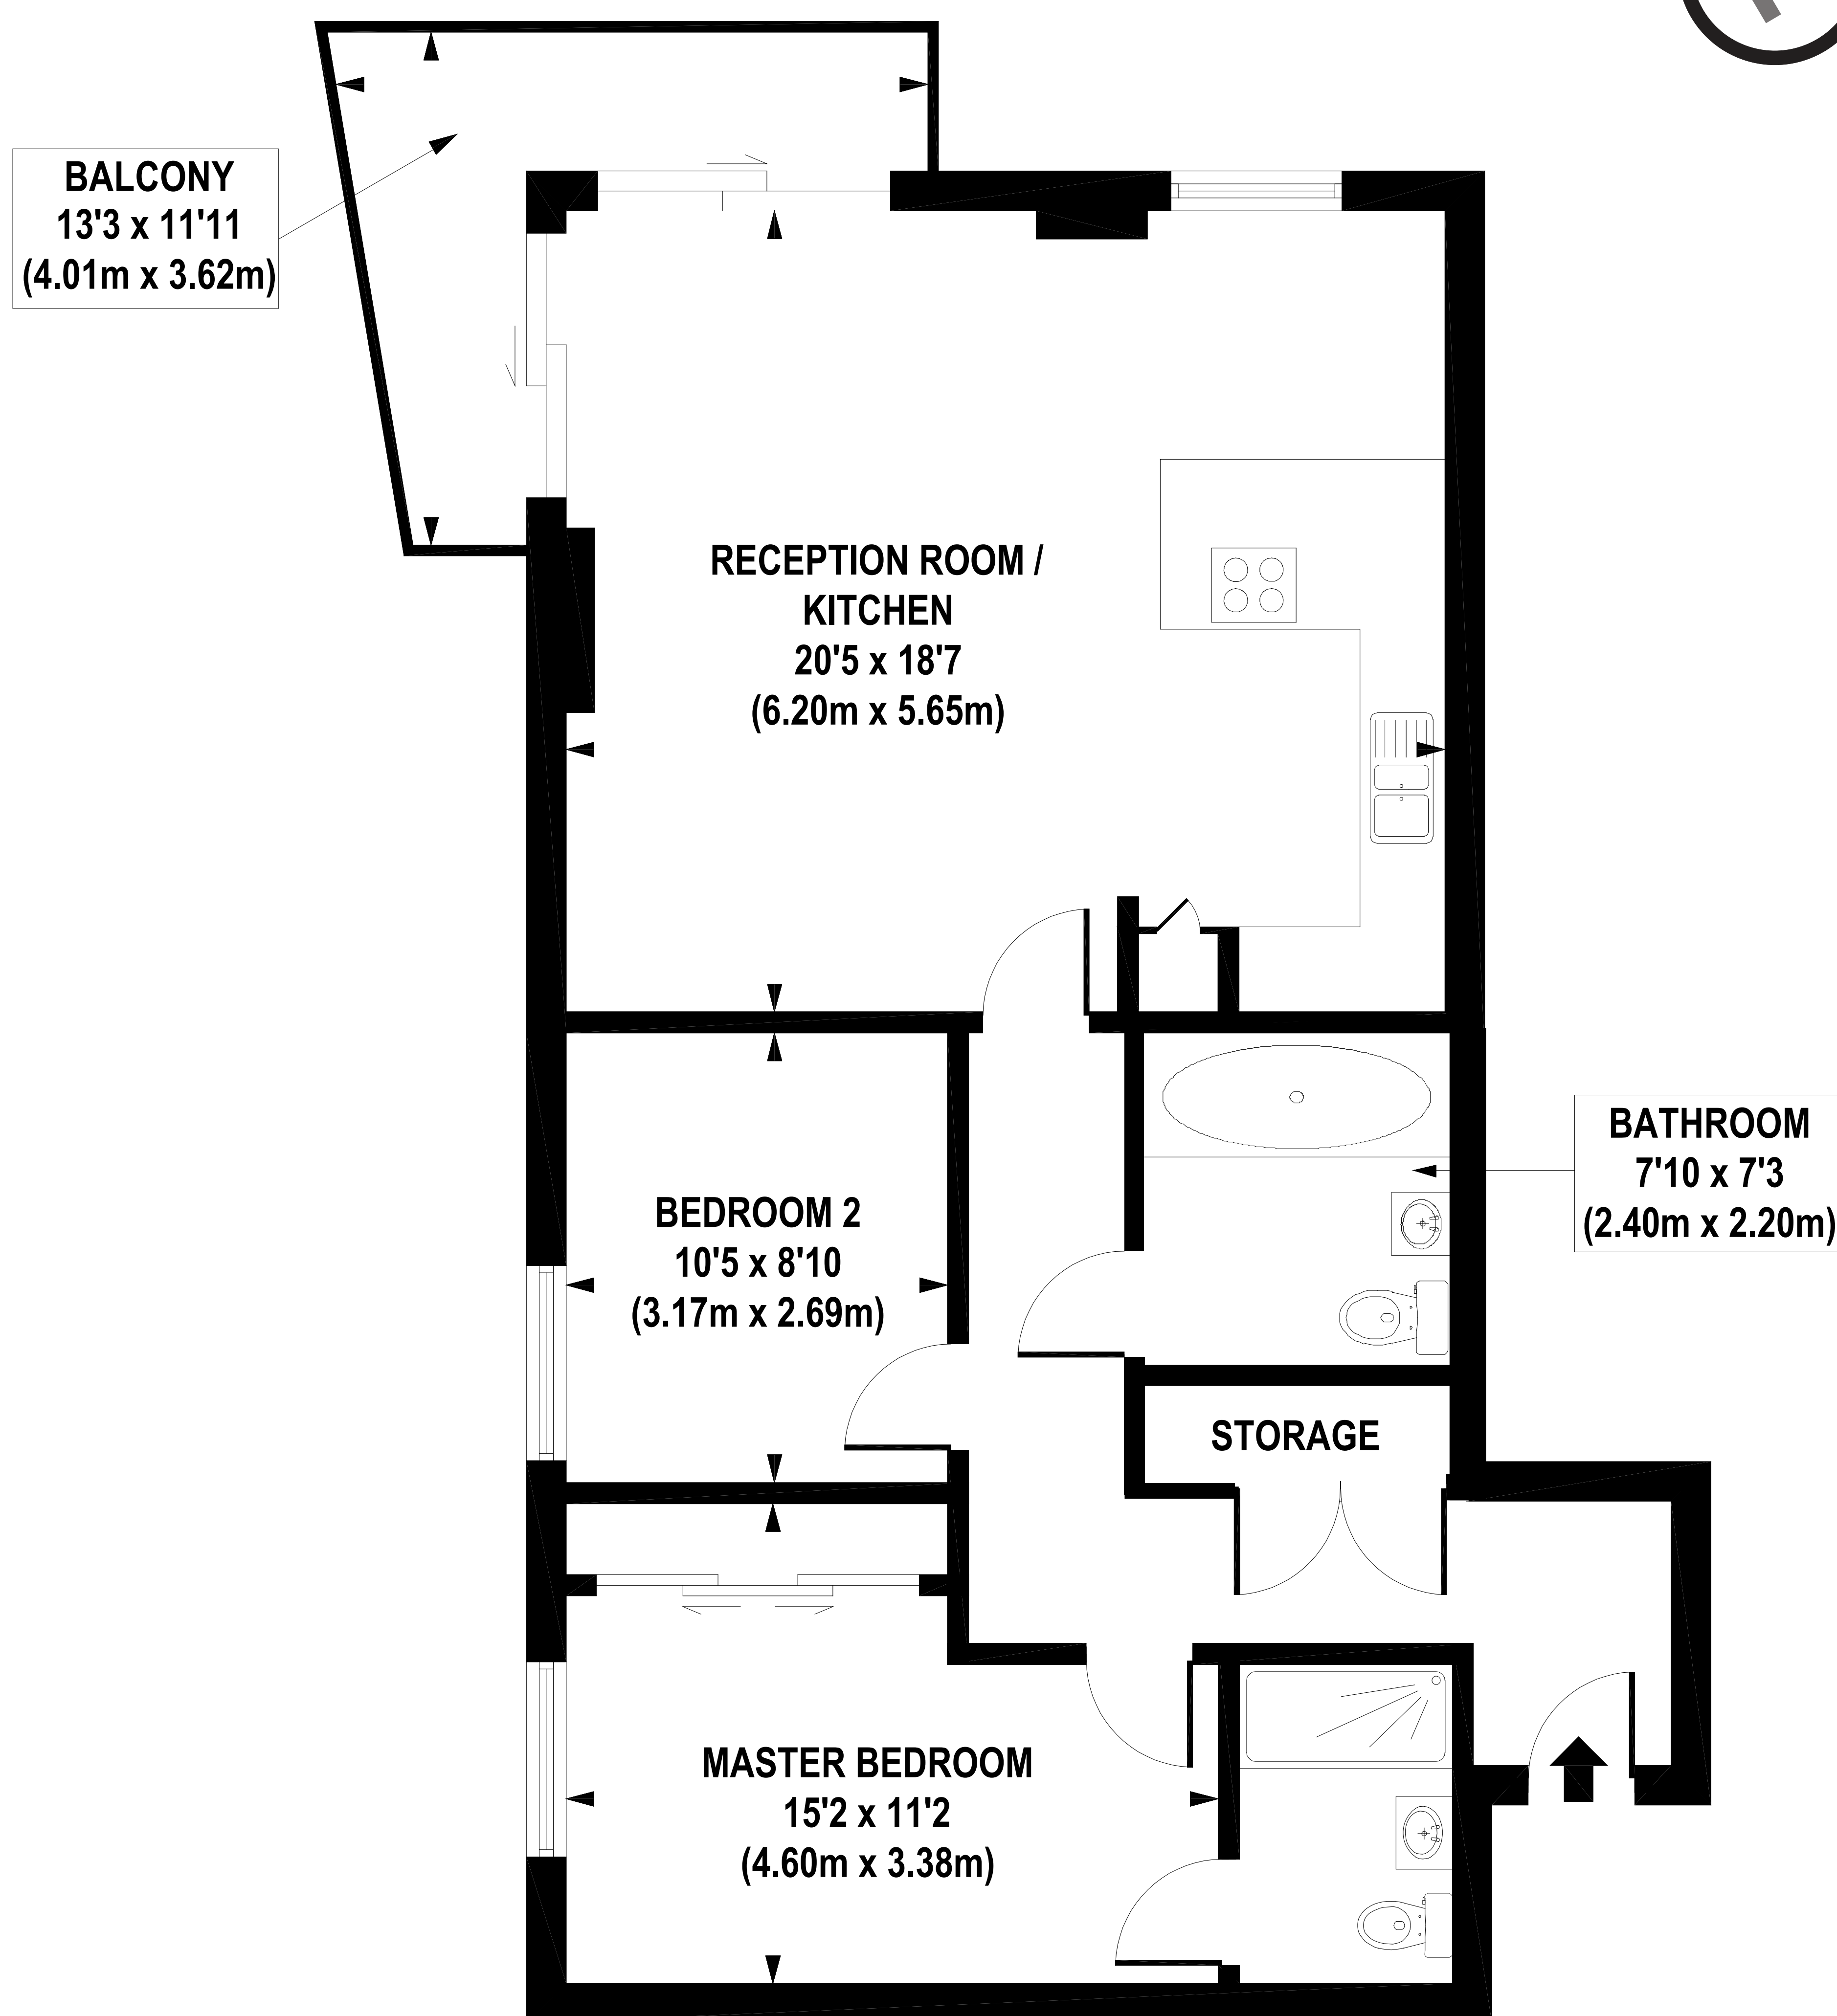 BALCONY
13'3 x 11'11
(4.01m x 3.62m)
RECEPTION ROOM /
KITCHEN
20'5 x 18'7
(6.20m x 5.65m)
BATHROOM
7'10 x 7'3
(2.40m x 2.20m)
BEDROOM 2
10'5 x 8'10
(3.17m x 2.69m)
STORAGE
MASTER BEDROOM
15'2 x 11'2
(4.60m x 3.38m)